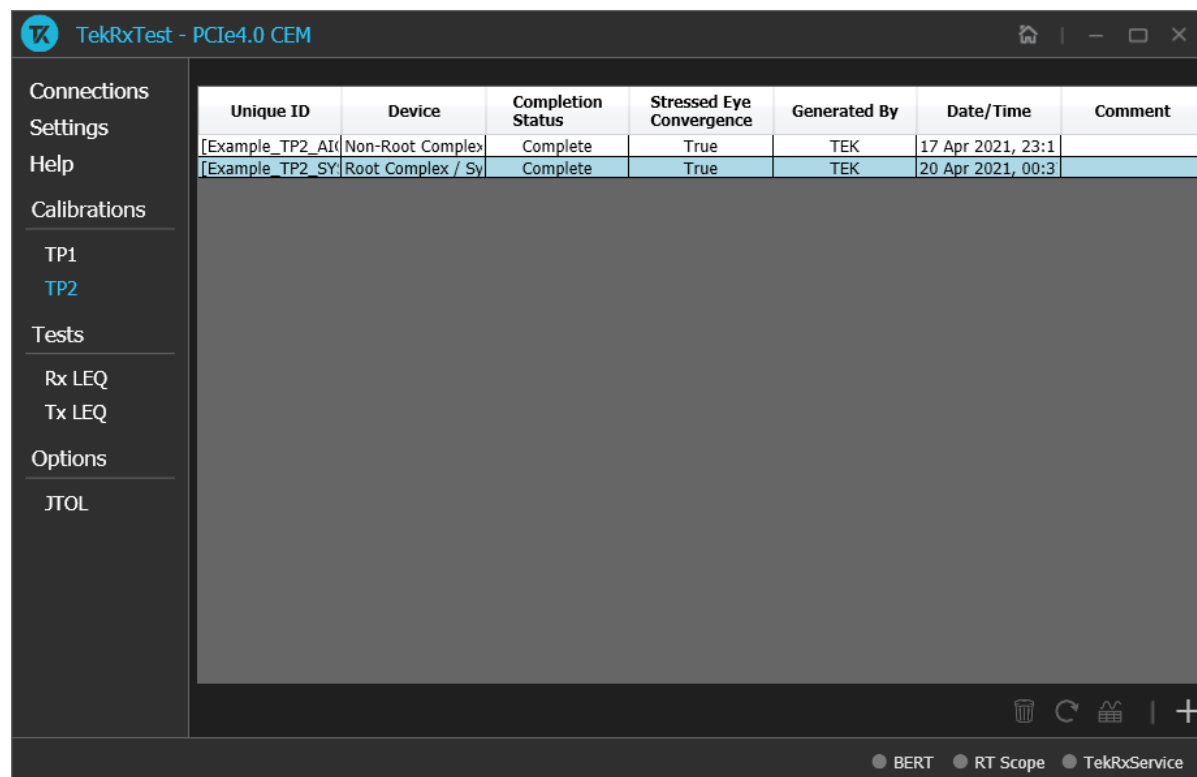 TekRxTest - PCIe4.0 CEM
Connections
Settings
Help
Calibrations
TP1
TP2
Tests
Rx LEQ
Tx LEQ
Options
JTOL
Unique ID Device Completion Status Stressed Eye Convergence Generated By Date/Time Comment
[Example_TP2_AI Non-Root Complex Complete True TEK 17 Apr 2021, 23:1
[Example_TP2_SY Root Complex / Sy Complete True TEK 20 Apr 2021, 00:3
BERT RT Scope TekRxService